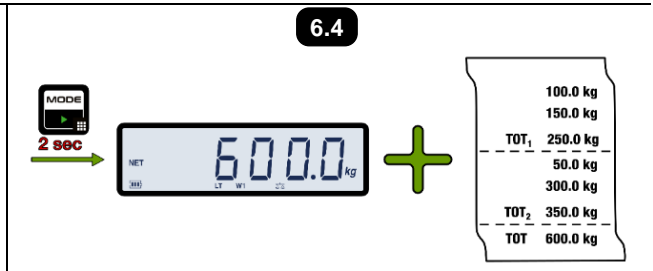 6.4
MODE
2 sec
NET
600.0 kg
LT W1
100.0 kg
150.0 kg
TOT₁ 250.0 kg
50.0 kg
300.0 kg
TOT₂ 350.0 kg
TOT 600.0 kg